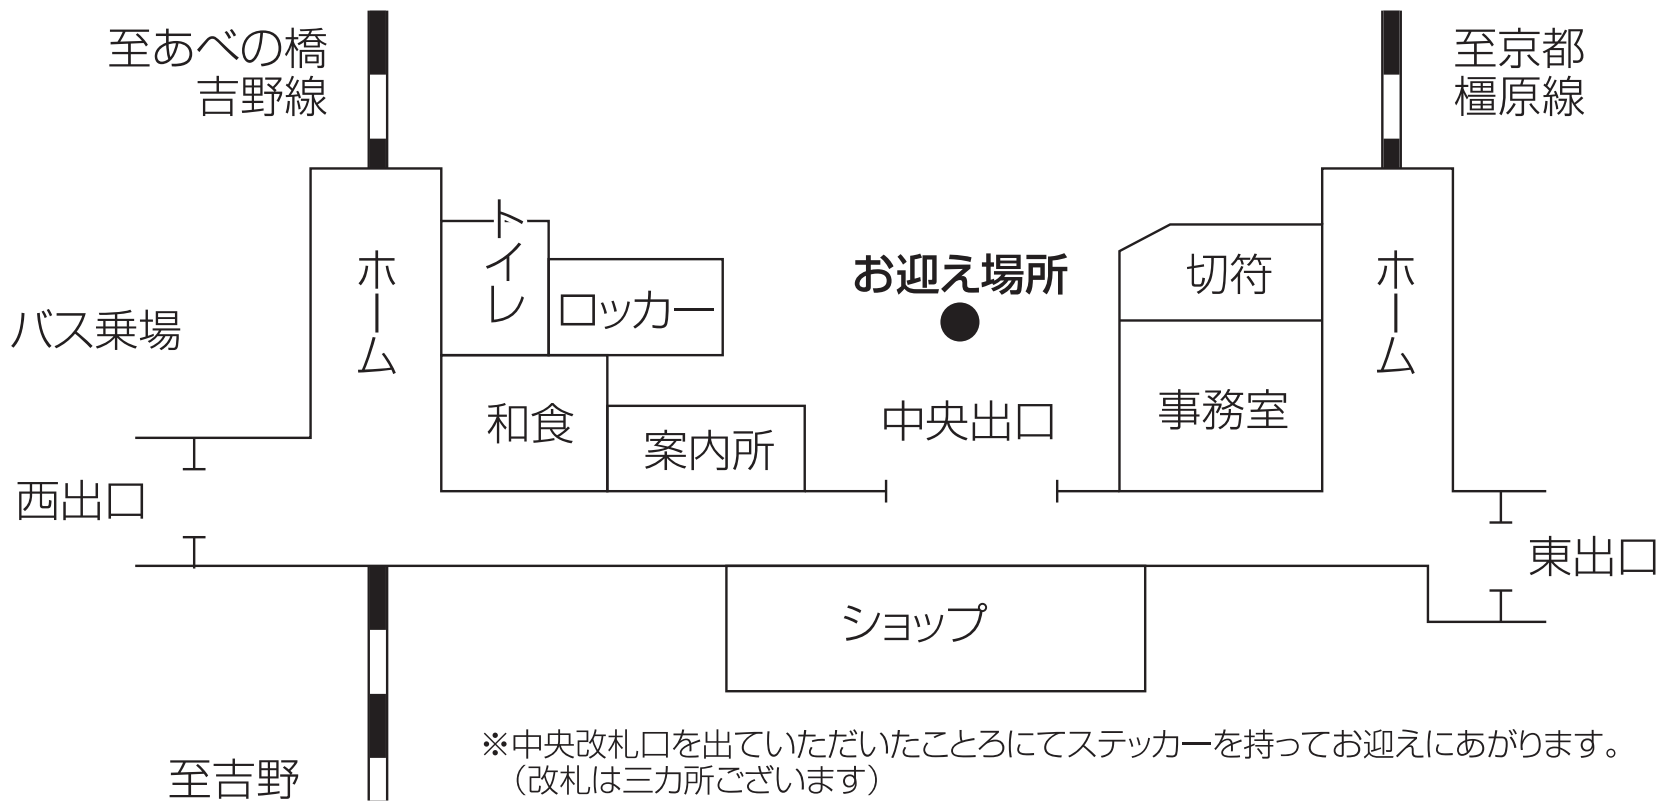 至あべの橋
吉野線
至京都
橿原線
トイレ
ホーム
ロッカー
お迎え場所
切符
ホーム
バス乗場
和食
案内所
中央出口
事務室
西出口
東出口
ショップ
至吉野
※中央改札口を出ていただいたことろにてステッカーを持ってお迎えにあがります。
（改札は三カ所ございます）